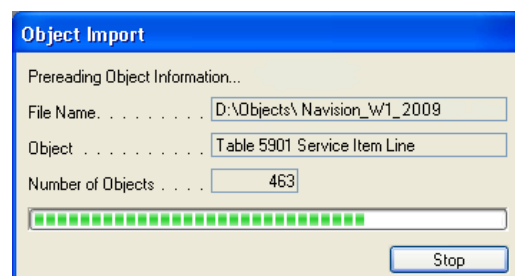 Object Import
Prereading Object Information...
File Name. . . . . . . . . D:\Objects\ Navision_W1_2009
Object . . . . . . . . . . Table 5901 Service Item Line
Number of Objects . . . . 463
Stop